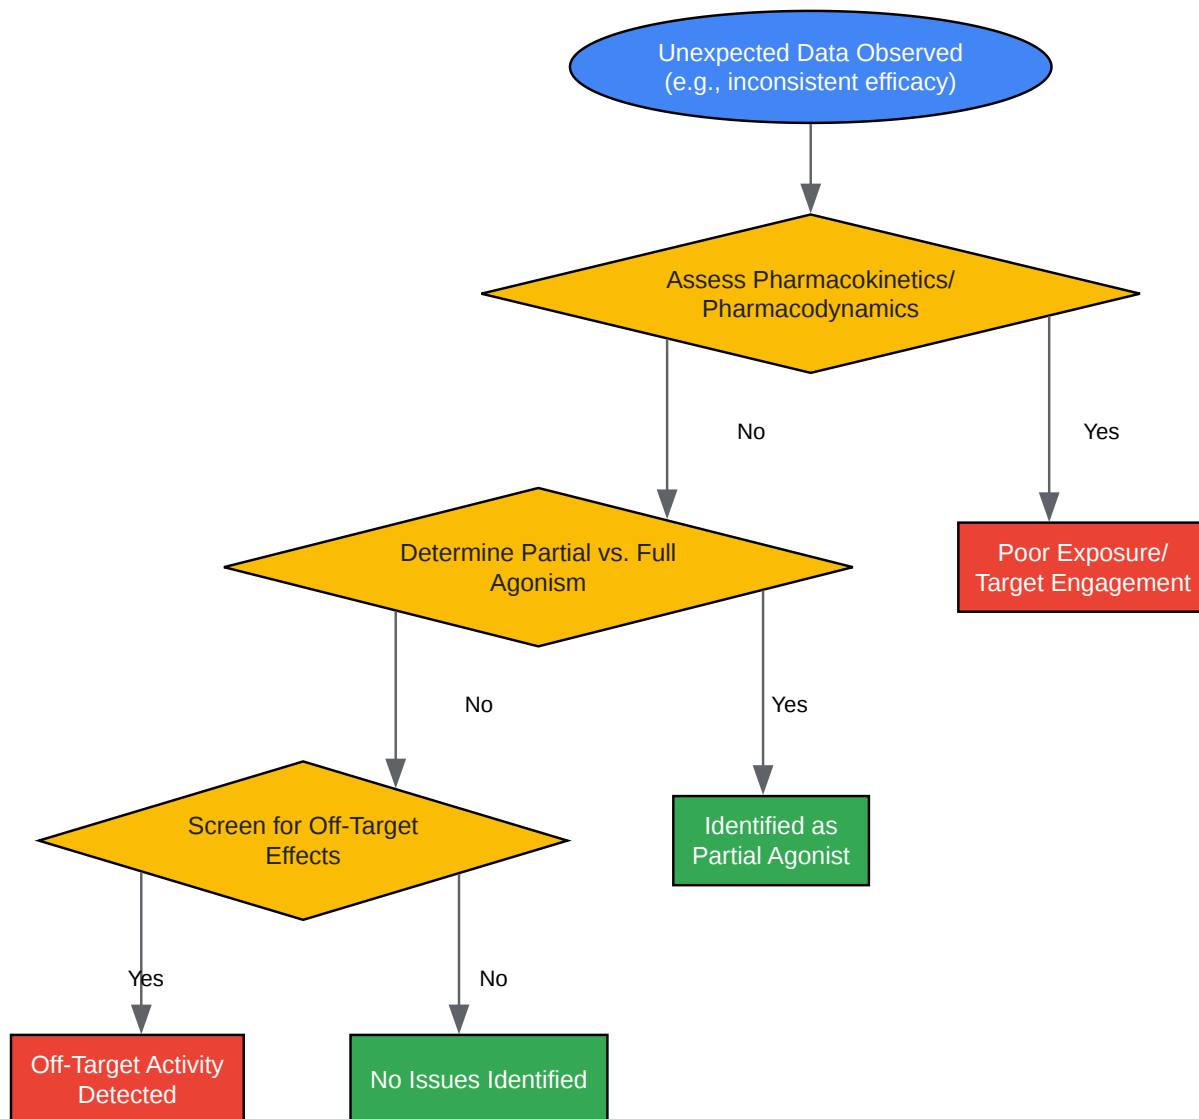 Unexpected Data Observed
(e.g., inconsistent efficacy)
Assess Pharmacokinetics/
Pharmacodynamics
No
Yes
Determine Partial vs. Full
Agonism
Poor Exposure/
Target Engagement
No
Yes
Screen for Off-Target
Effects
Identified as
Partial Agonist
Yes
No
Off-Target Activity
Detected
No Issues Identified